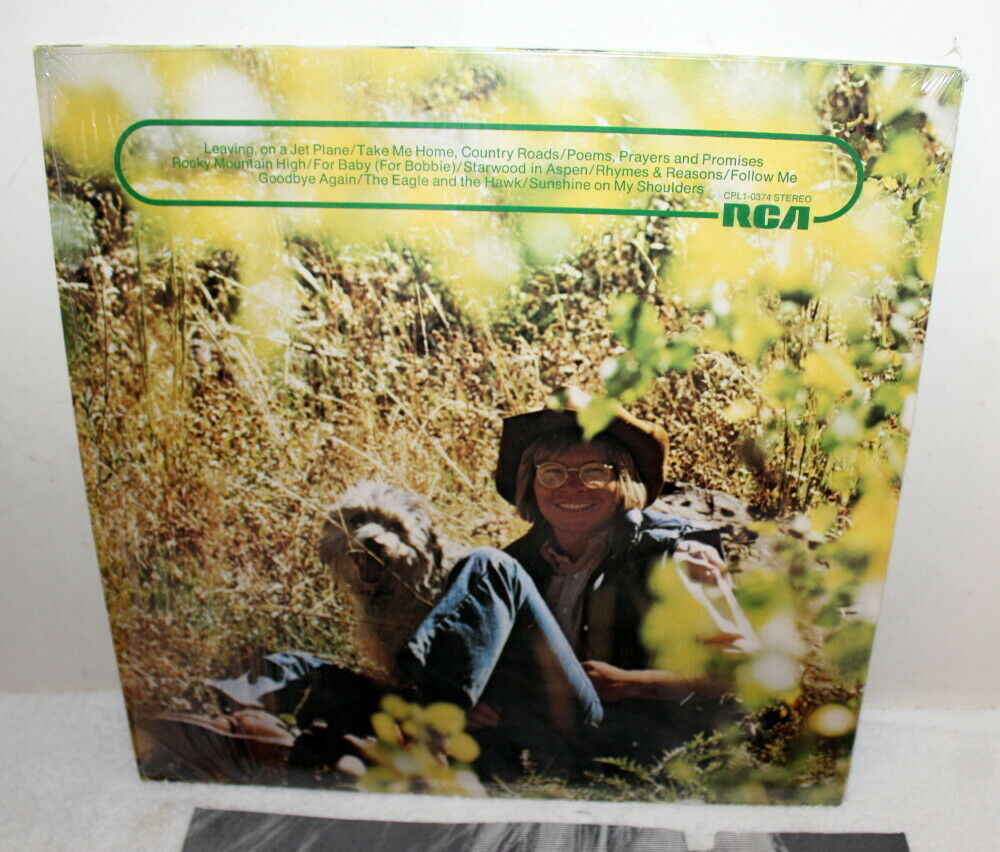 Leaving, on a Jet Plane/Take Me Home, Country Roads/Poems, Prayers and Promises
Rocky Mountain High/For Baby (For Bobbie)/Starwood in Aspen/Rhymes & Reasons/Follow Me
Goodbye Again/The Eagle and the Hawk/Sunshine on My Shoulders
CPL1-0374 STEREO
RCA